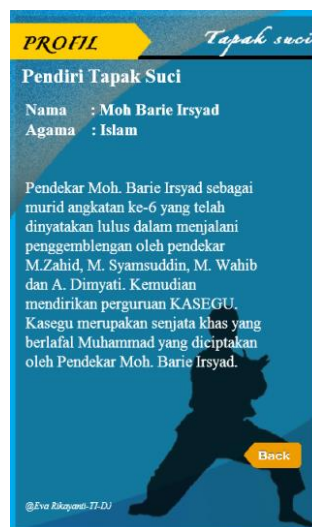 PROFIL
Tapak suci
Pendiri Tapak Suci
Nama : Moh Barie Irsyad
Agama : Islam
Pendekar Moh. Barie Irsyad sebagai
murid angkatan ke-6 yang telah
dinyatakan lulus dalam menjalani
penggemblengan oleh pendekar
M.Zahid, M. Syamsuddin, M. Wahib
dan A. Dimyati. Kemudian
mendirikan perguruan KASEGU.
Kasegu merupakan senjata khas yang
berlafal Muhammad yang diciptakan
oleh Pendekar Moh. Barie Irsyad.
Back
@Eva Rikayanti-TI-DJ